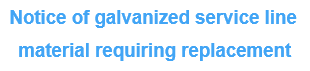 Notice of galvanized service line
material requiring replacement